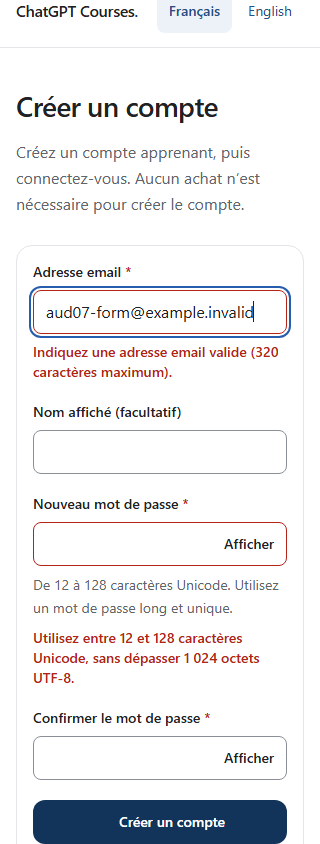 ChatGPT Courses.
Français
English
Créer un compte
Créez un compte apprenant, puis
connectez-vous. Aucun achat n’est
nécessaire pour créer le compte.
Adresse email *
aud07-form@example.invalid
Indiquez une adresse email valide (320
caractères maximum).
Nom affiché (facultatif)
Nouveau mot de passe *
Afficher
De 12 à 128 caractères Unicode. Utilisez
un mot de passe long et unique.
Utilisez entre 12 et 128 caractères
Unicode, sans dépasser 1 024 octets
UTF-8.
Confirmer le mot de passe *
Afficher
Créer un compte